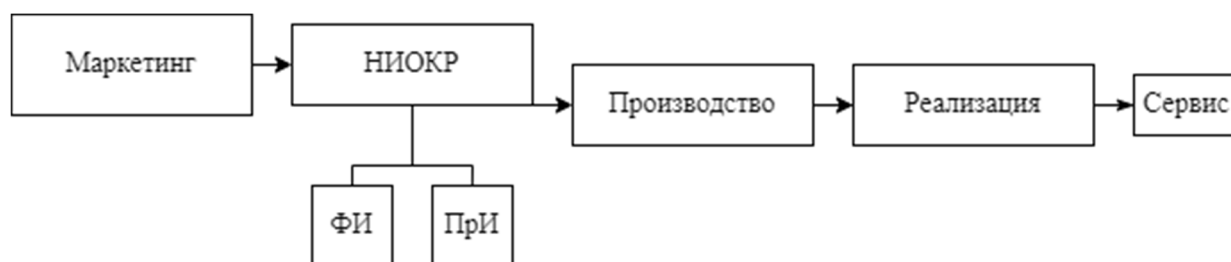 Маркетинг
НИОКР
Производство
Реализация
Сервис
ФИ
ПрИ